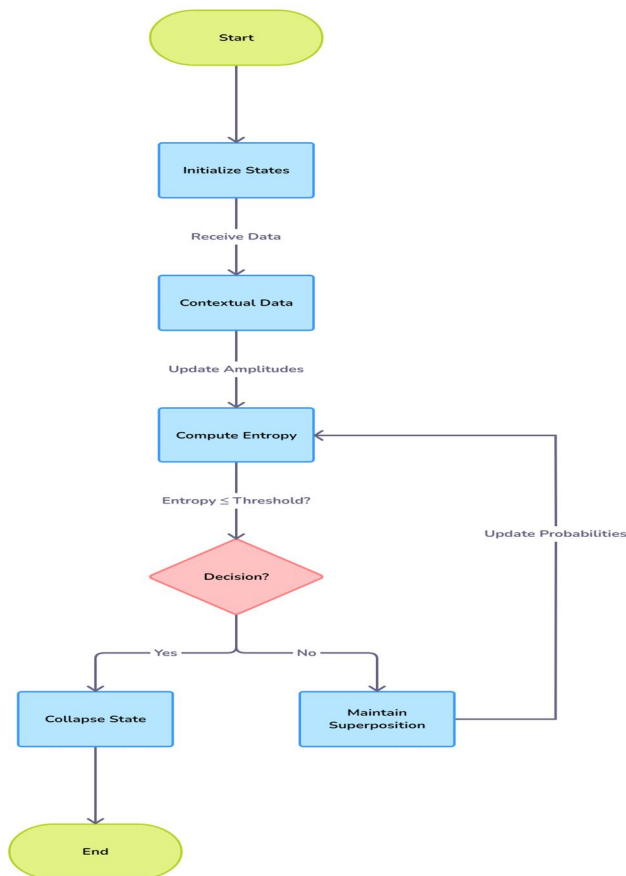 Start
Initialize States
Receive Data
Contextual Data
Update Amplitudes
Compute Entropy
Entropy ≤ Threshold?
Update Probabilities
Decision?
Yes
No
Collapse State
Maintain
Superposition
End